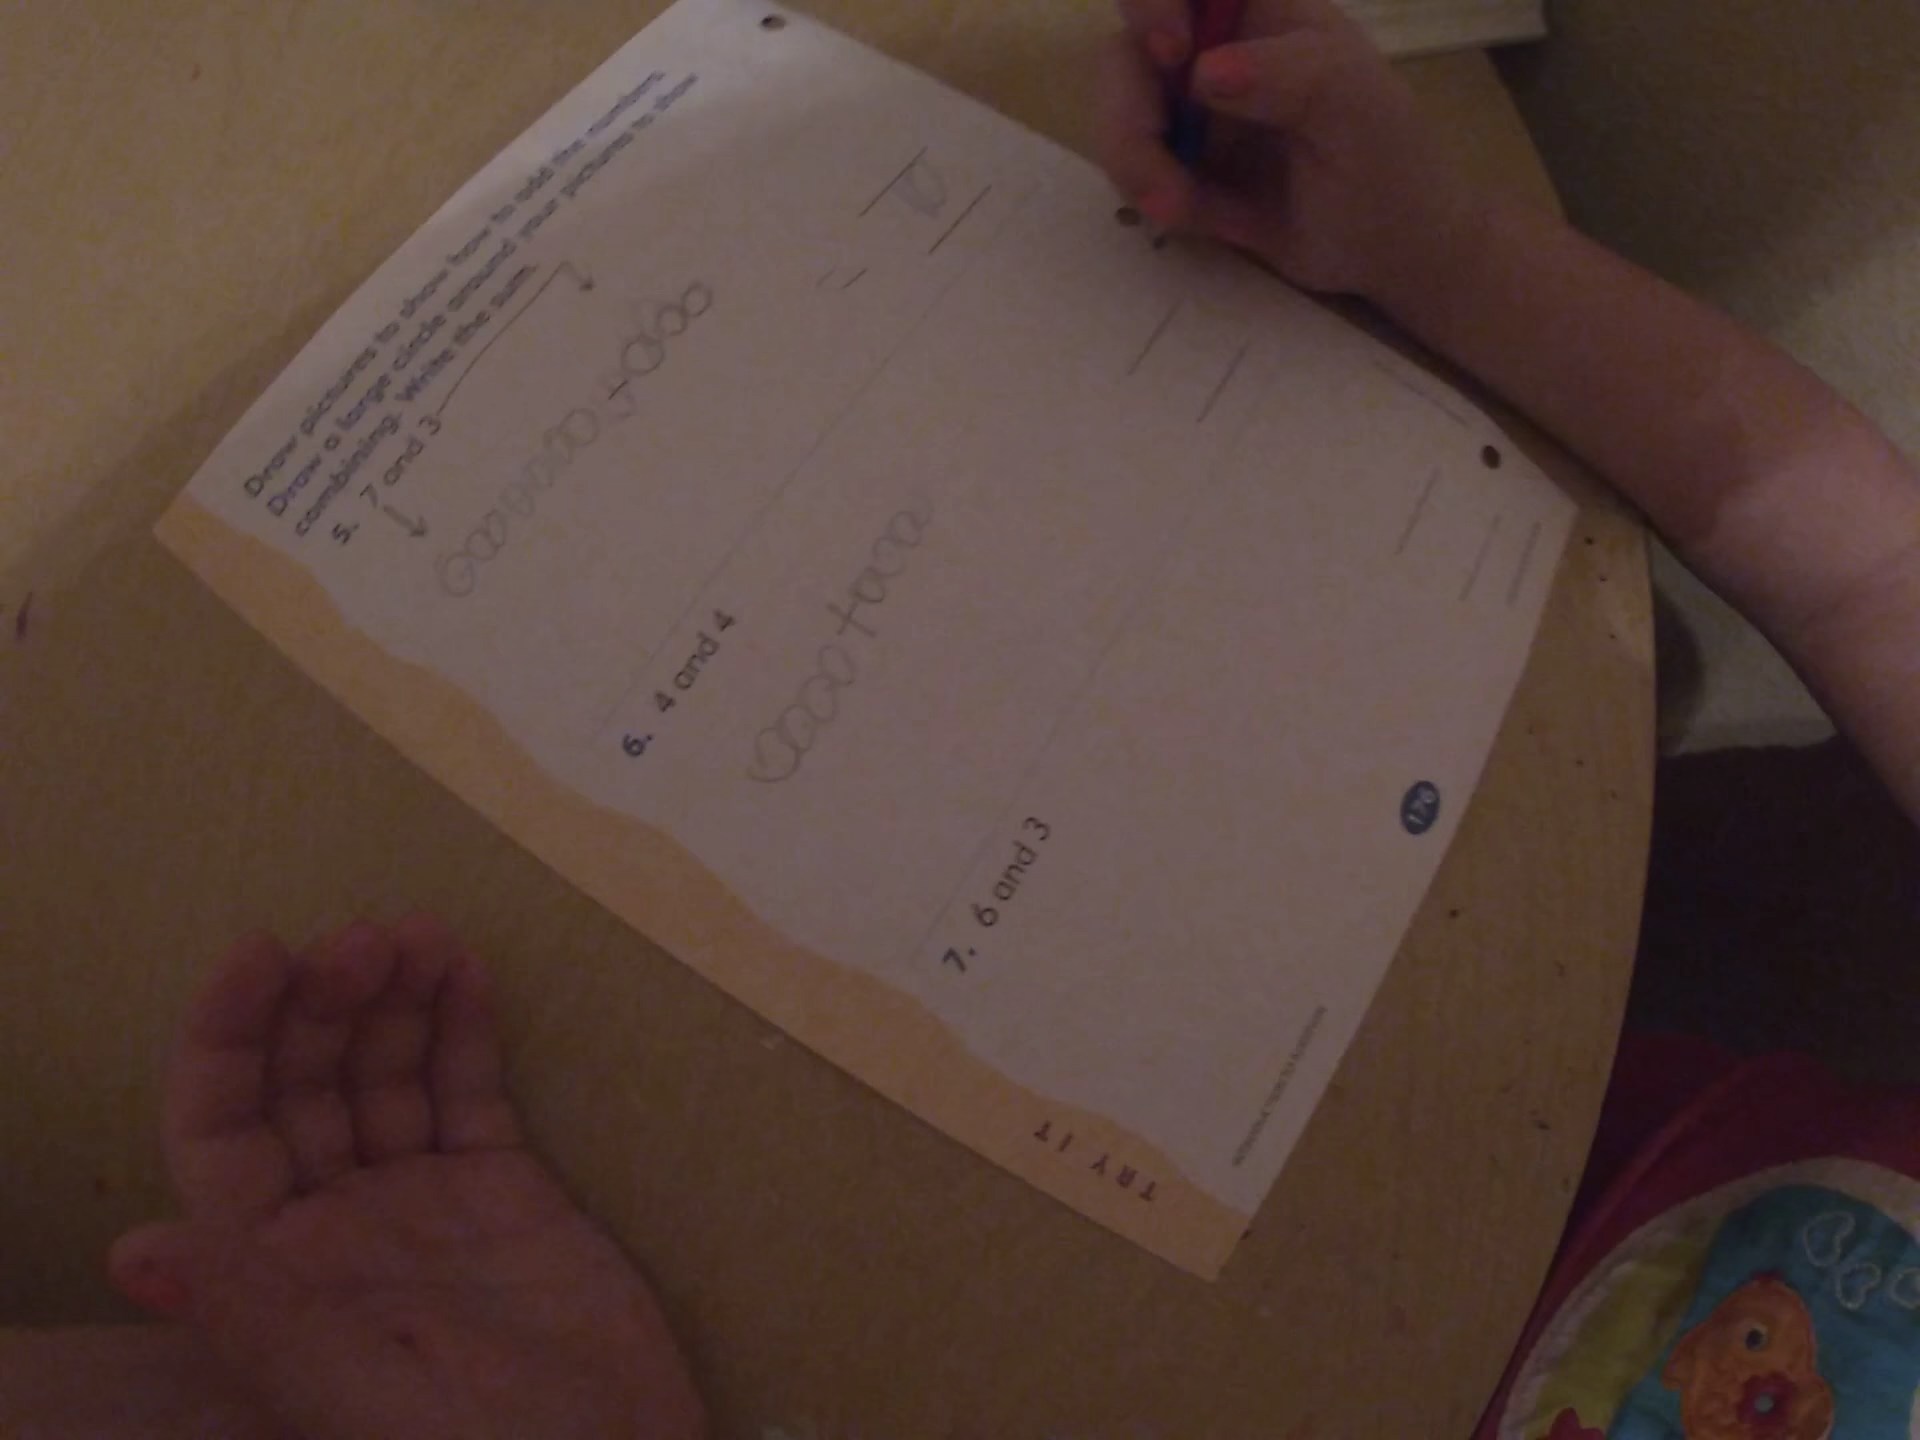 Draw pictures to show how to add the numbers.
Draw a large circle around your pictures to show
combining. Write the sum.
5. 7 and 3
+
=
6. 4 and 4
+
7. 6 and 3
176
TRY IT